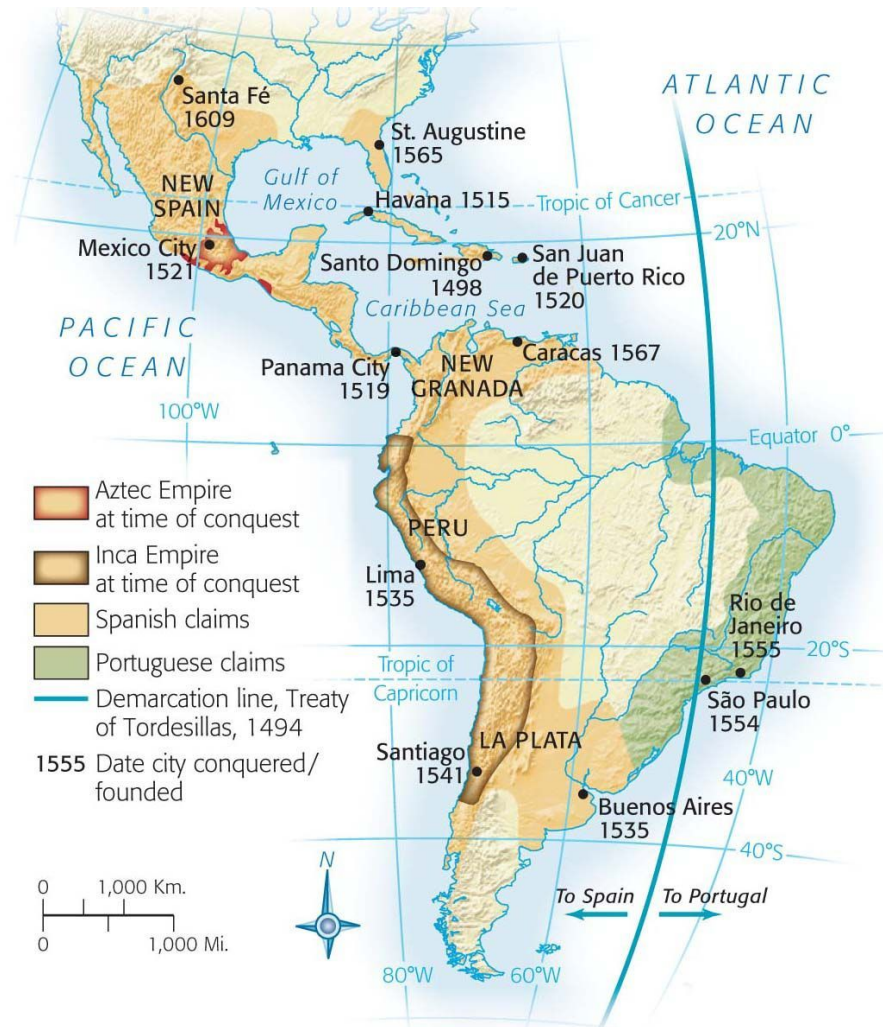 ATLANTIC
OCEAN
Santa Fé
1609
St. Augustine
1565
Gulf of
Mexico
NEW
SPAIN
Havana 1515
Tropic of Cancer
20°N
Mexico City
1521
Santo Domingo
1498
San Juan
de Puerto Rico
1520
Caribbean Sea
PACIFIC
OCEAN
Panama City
1519
NEW
GRANADA
Caracas 1567
100°W
Equator 0°
Aztec Empire
at time of conquest
Inca Empire
at time of conquest
Spanish claims
Portuguese claims
Demarcation line, Treaty
of Tordesillas, 1494
1555 Date city conquered/
founded
PERU
Lima
1535
Rio de
Janeiro
1555
20°S
Tropic of
Capricorn
São Paulo
1554
LA PLATA
Santiago
1541
40°W
Buenos Aires
1535
40°S
To Spain
To Portugal
0 1,000 Km.
0 1,000 Mi.
N
80°W
60°W